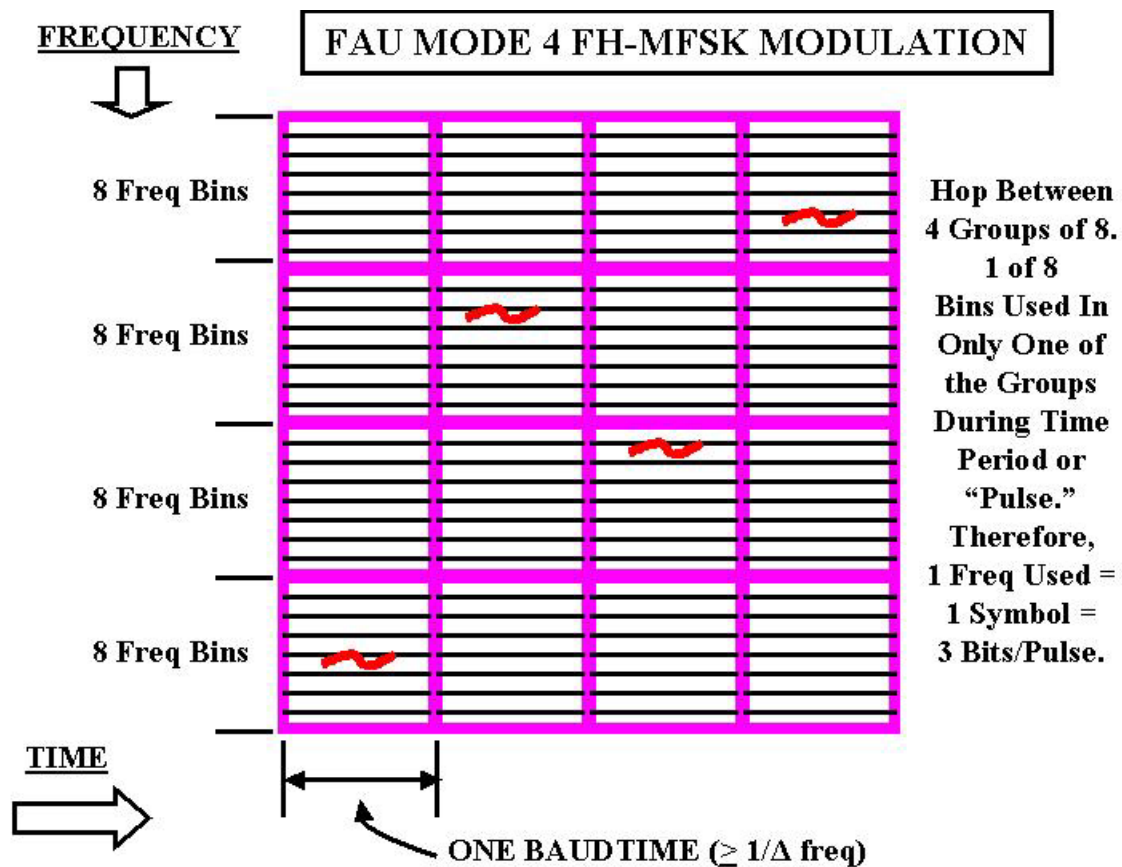 FREQUENCY
FAU MODE 4 FH-MFSK MODULATION
8 Freq Bins
8 Freq Bins
8 Freq Bins
8 Freq Bins
Hop Between
4 Groups of 8.
1 of 8
Bins Used In
Only One of
the Groups
During Time
Period or
“Pulse.”
Therefore,
1 Freq Used =
1 Symbol =
3 Bits/Pulse.
TIME
ONE BAUDTIME (≥ 1/Δ freq)